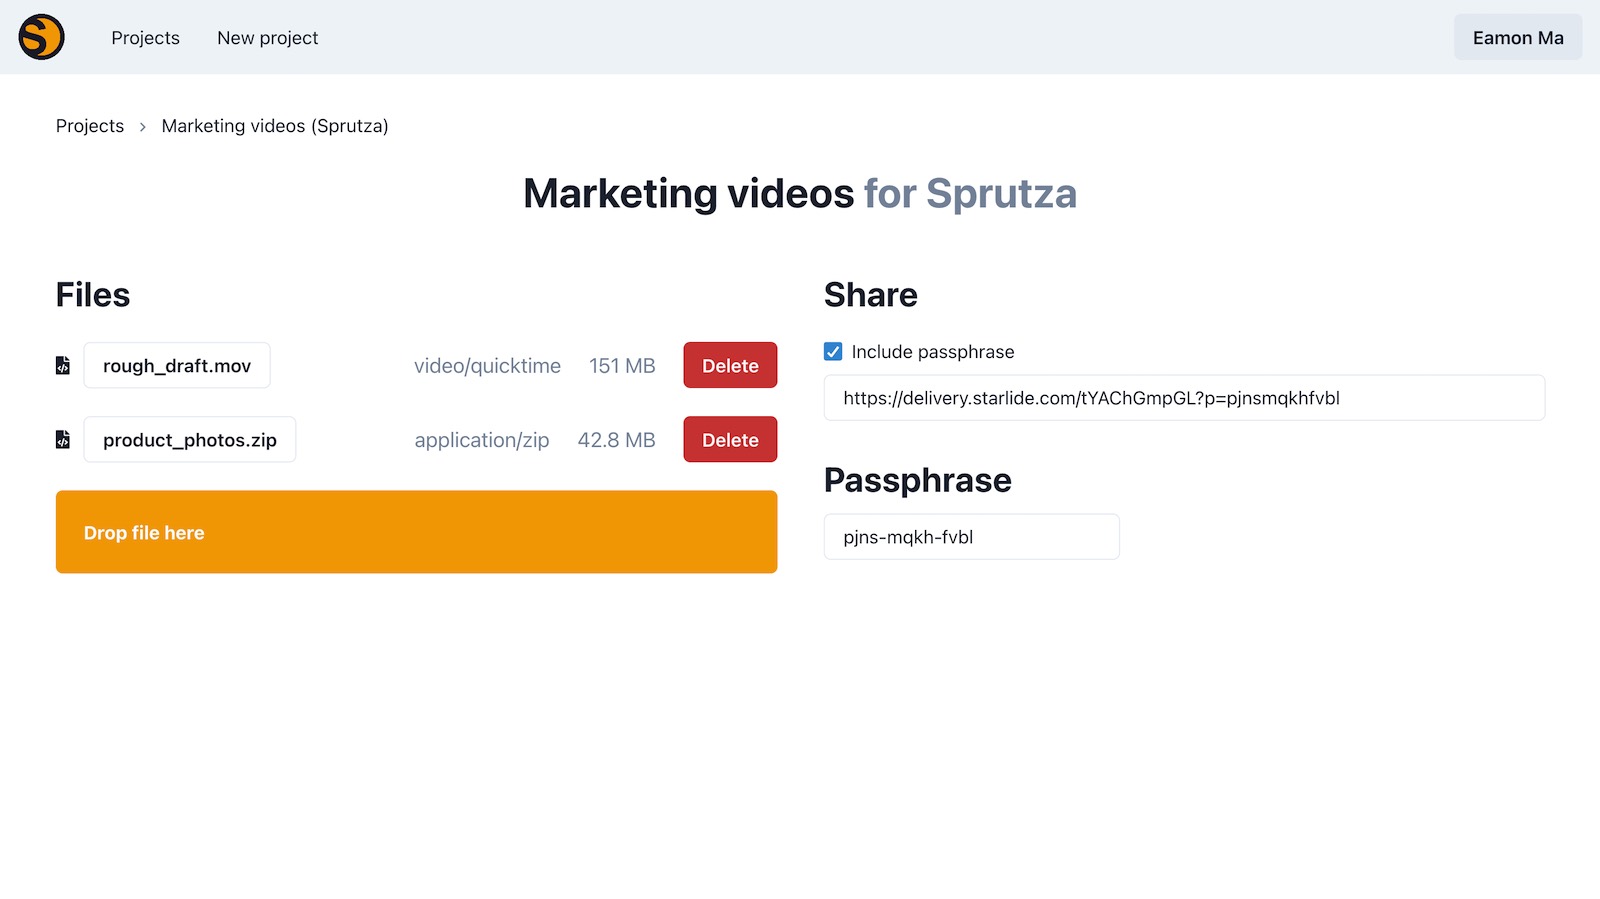 Projects New project Eamon Ma
Projects › Marketing videos (Sprutza)
Marketing videos for Sprutza
Files
rough_draft.mov video/quicktime 151 MB Delete
product_photos.zip application/zip 42.8 MB Delete
Drop file here
Share
Include passphrase
https://delivery.starlide.com/tYAChGmpGL?p=pjnsmqkhfvbl
Passphrase
pjns-mqkh-fvbl